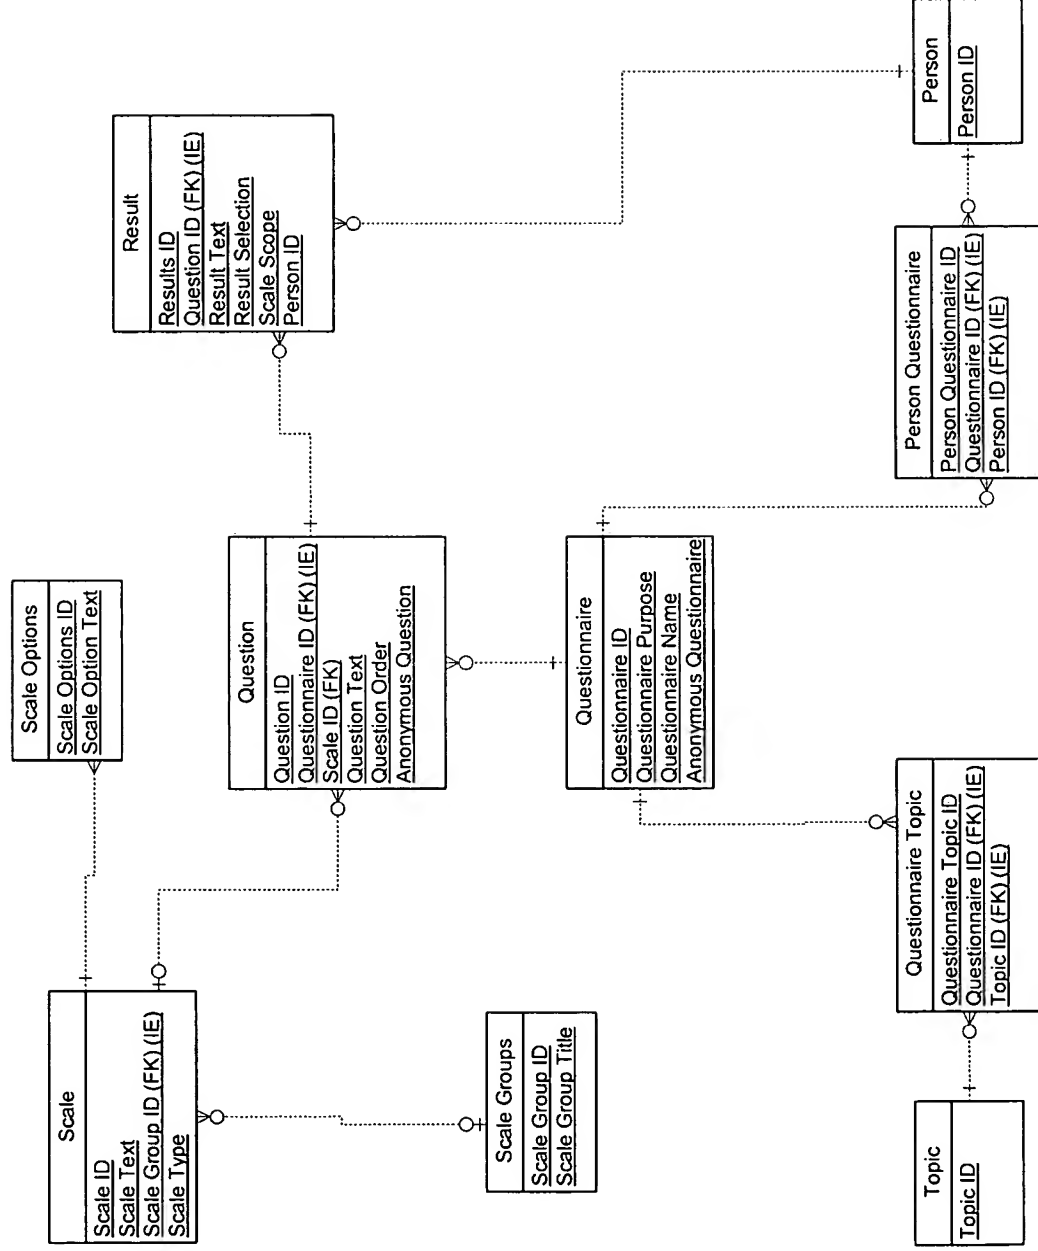 Scale Options
Scale Options ID
Scale Option Text
Scale
Scale ID
Scale Text
Scale Group ID (FK) (IE)
Scale Type
Result
Results ID
Question ID (FK) (IE)
Result Text
Result Selection
Scale Scope
Person ID
Question
Question ID
Questionnaire ID (FK) (IE)
Scale ID (FK)
Question Text
Question Order
Anonymous Question
Scale Groups
Scale Group ID
Scale Group Title
Questionnaire
Questionnaire ID
Questionnaire Purpose
Questionnaire Name
Anonymous Questionnaire
Topic
Topic ID
Questionnaire Topic
Questionnaire Topic ID
Questionnaire ID (FK) (IE)
Topic ID (FK) (IE)
Person Questionnaire
Person Questionnaire ID
Questionnaire ID (FK) (IE)
Person ID (FK) (IE)
Person
Person ID